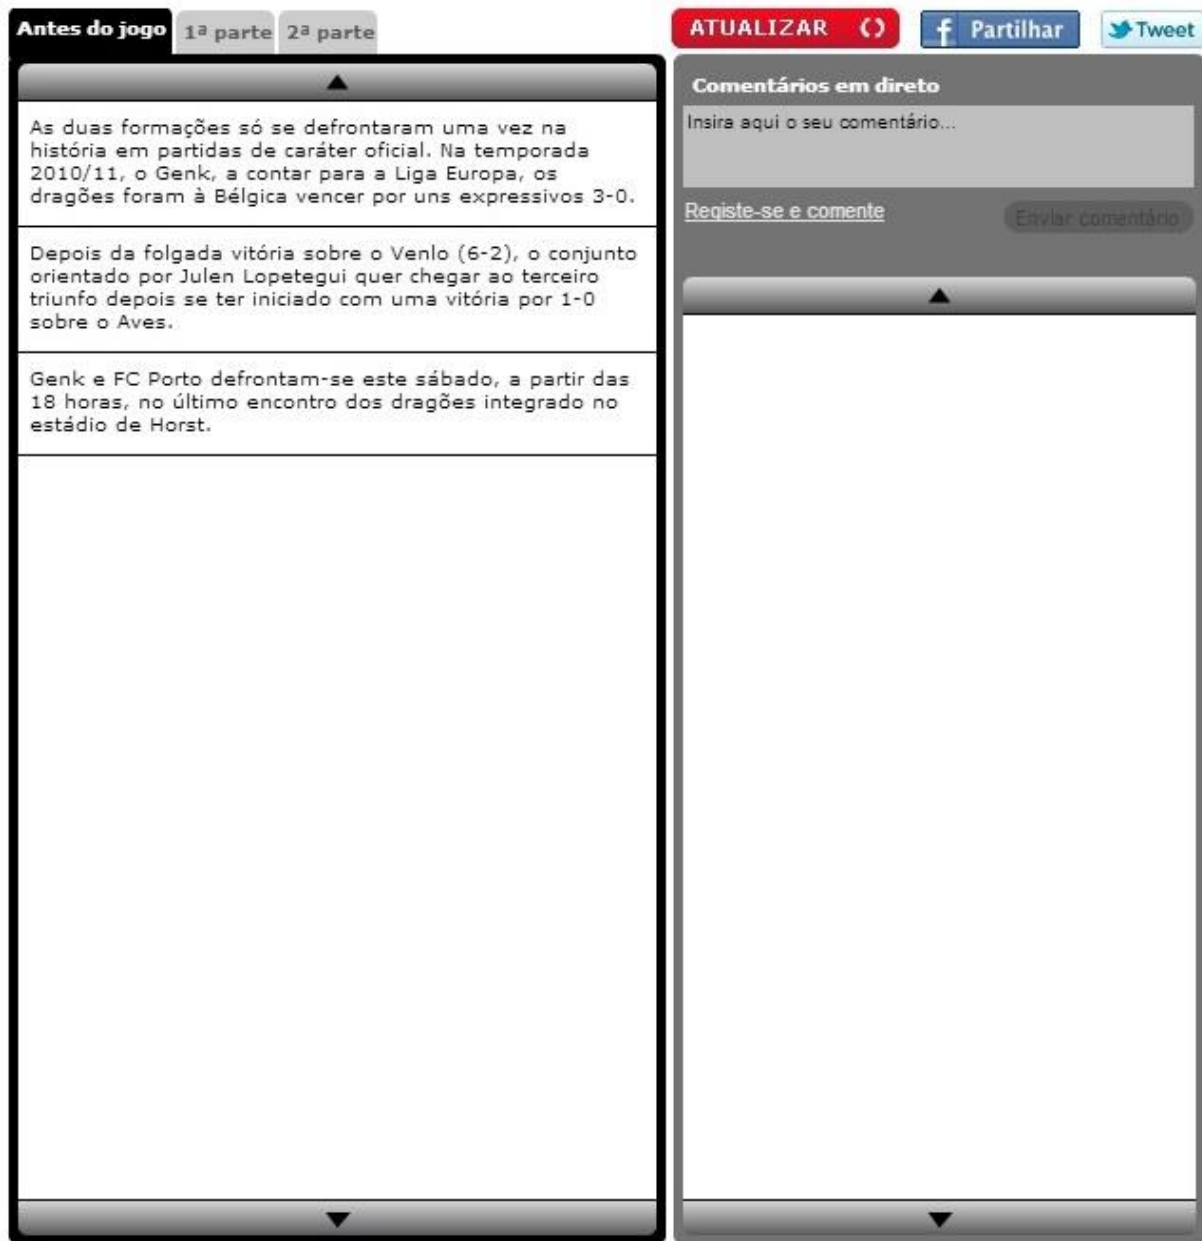 Antes do jogo 1ª parte 2ª parte
ATUALIZAR Partilhar Tweet
As duas formações só se defrontaram uma vez na
história em partidas de caráter oficial. Na temporada
2010/11, o Genk, a contar para a Liga Europa, os
dragões foram à Bélgica vencer por uns expressivos 3-0.
Depois da folgada vitória sobre o Venlo (6-2), o conjunto
orientado por Julen Lopetegui quer chegar ao terceiro
triunfo depois se ter iniciado com uma vitória por 1-0
sobre o Aves.
Genk e FC Porto defrontam-se este sábado, a partir das
18 horas, no último encontro dos dragões integrado no
estádio de Horst.
Comentários em direto
Insira aqui o seu comentário...
Registe-se e comente
Enviar comentário